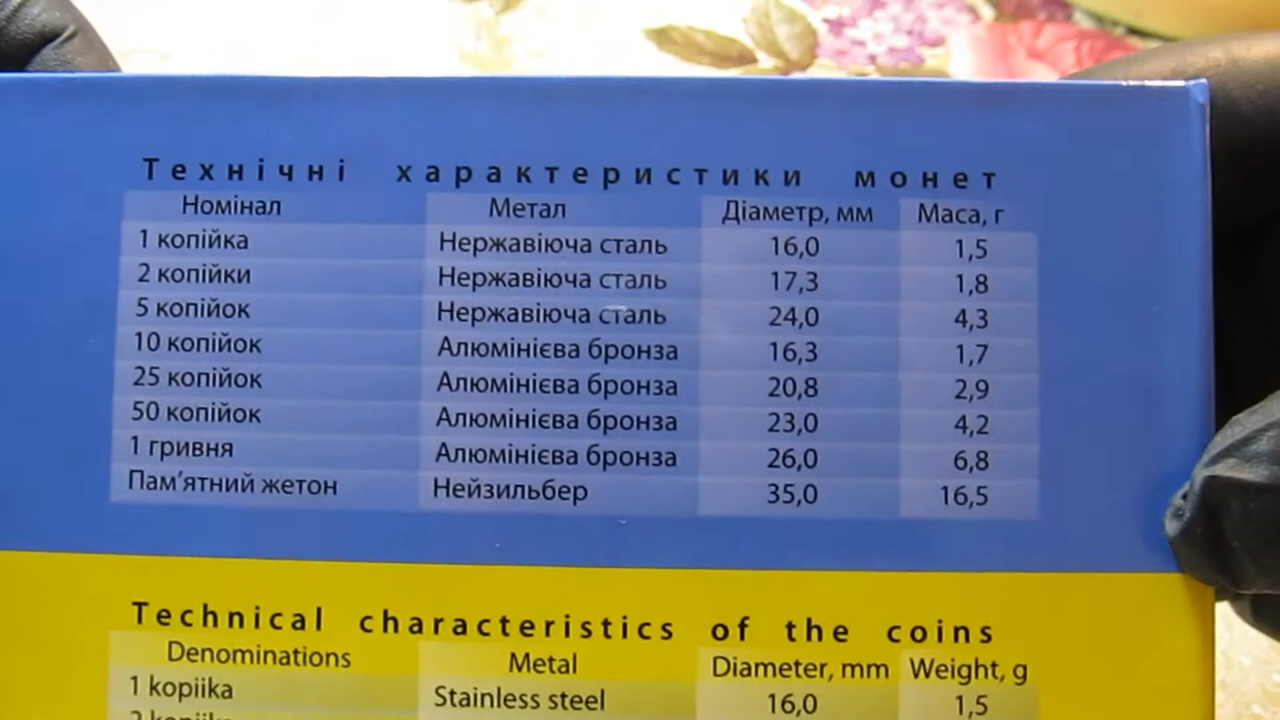 Технічні характеристики монет
Номінал Метал Діаметр, мм Маса, г
1 копійка Нержавіюча сталь 16,0 1,5
2 копійки Нержавіюча сталь 17,3 1,8
5 копійок Нержавіюча сталь 24,0 4,3
10 копійок Алюмінієва бронза 16,3 1,7
25 копійок Алюмінієва бронза 20,8 2,9
50 копійок Алюмінієва бронза 23,0 4,2
1 гривня Алюмінієва бронза 26,0 6,8
Пам’ятний жетон Нейзильбер 35,0 16,5
Technical characteristics of the coins
Denominations Metal Diameter, mm Weight, g
1 kopiika Stainless steel 16,0 1,5